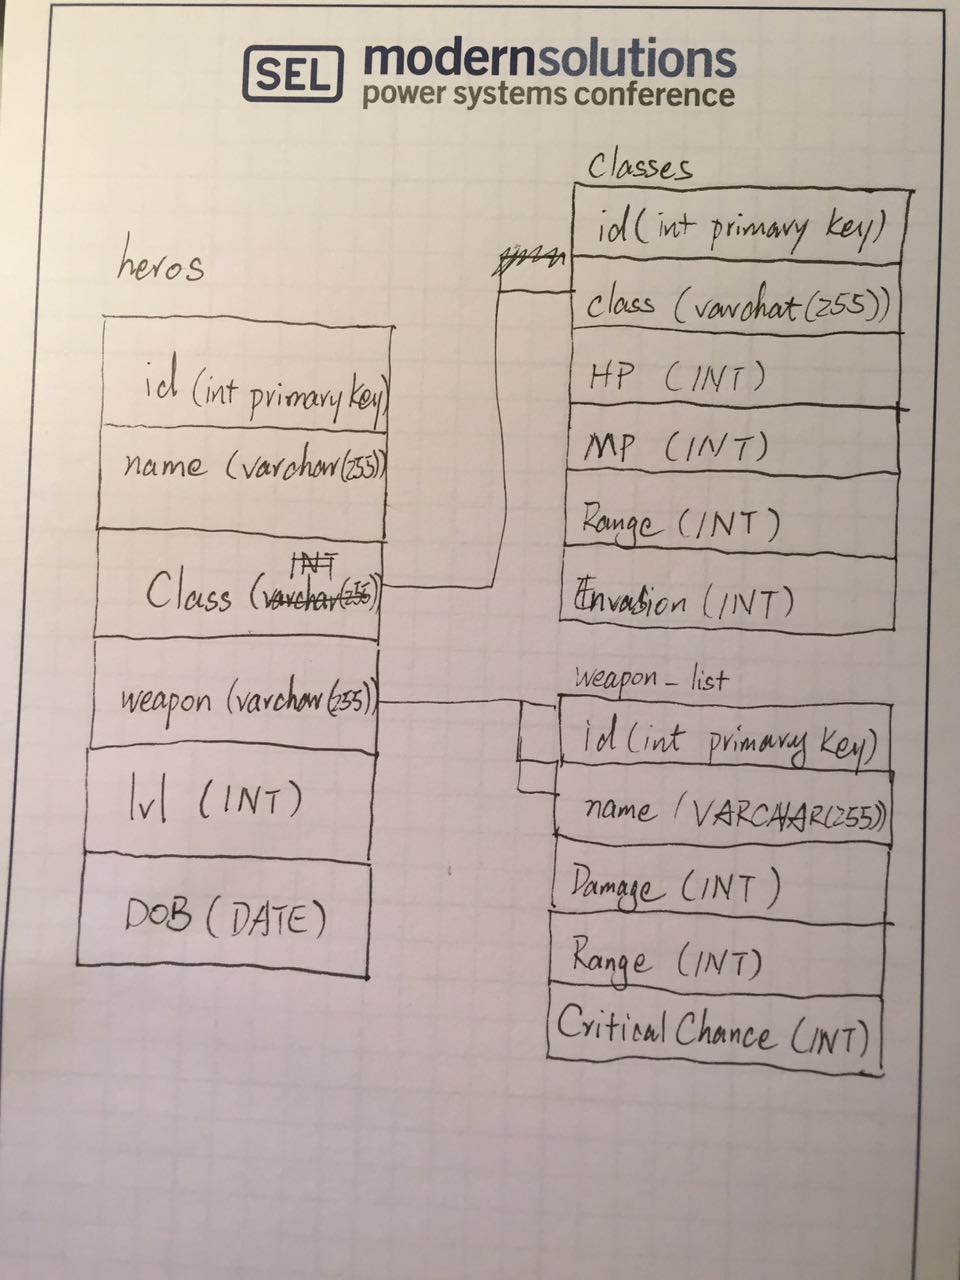 SEL modernsolutions
power systems conference
heros
id (int primary key)
name (varchar(255))
INT
Class (varchar(255))
weapon (varchar(255))
lvl (INT)
DOB (DATE)
Classes
id (int primary key)
class (varchat(255))
HP (INT)
MP (INT)
Range (INT)
(INT)
weapon_list
id (int primary key)
name (VARCHAR(255))
Damage (INT)
Range (INT)
Critical Chance (INT)